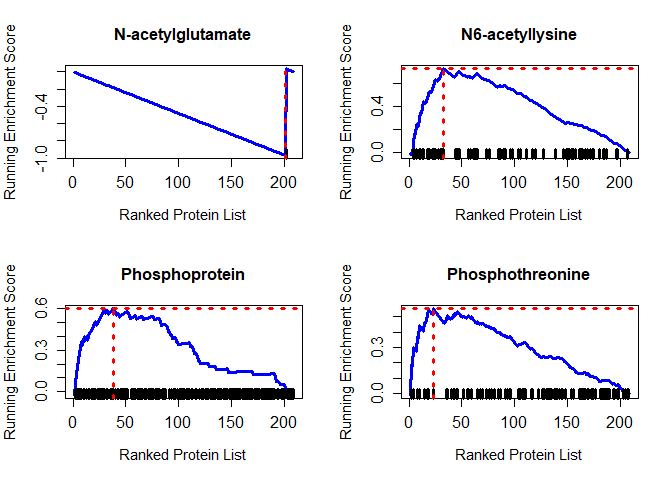 N-acetylglutamate
Running Enrichment Score
-0.4
-1.0
0 50 100 150 200
Ranked Protein List
N6-acetyllysine
Running Enrichment Score
0.4
0.0
0 50 100 150 200
Ranked Protein List
Phosphoprotein
Running Enrichment Score
0.6
0.3
0.0
0 50 100 150 200
Ranked Protein List
Phosphothreonine
Running Enrichment Score
0.3
0.0
0 50 100 150 200
Ranked Protein List